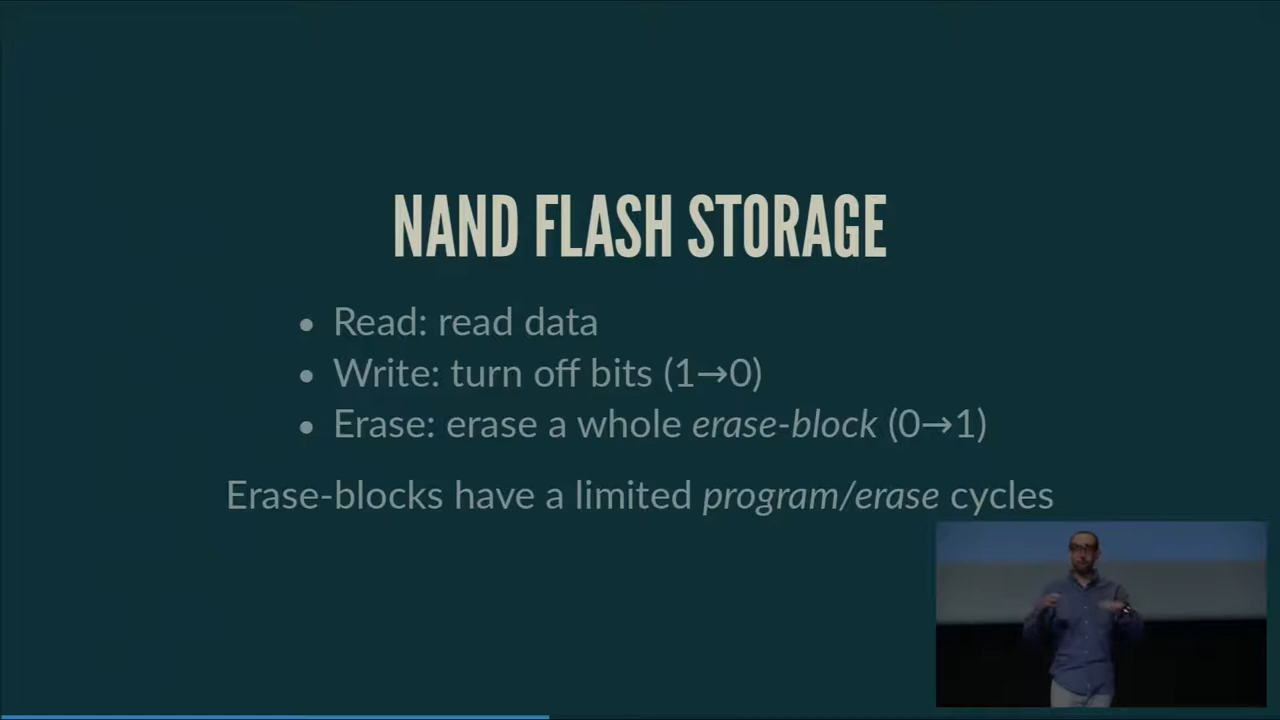 NAND FLASH STORAGE
• Read: read data
• Write: turn off bits (1→0)
• Erase: erase a whole erase-block (0→1)
Erase-blocks have a limited program/erase cycles